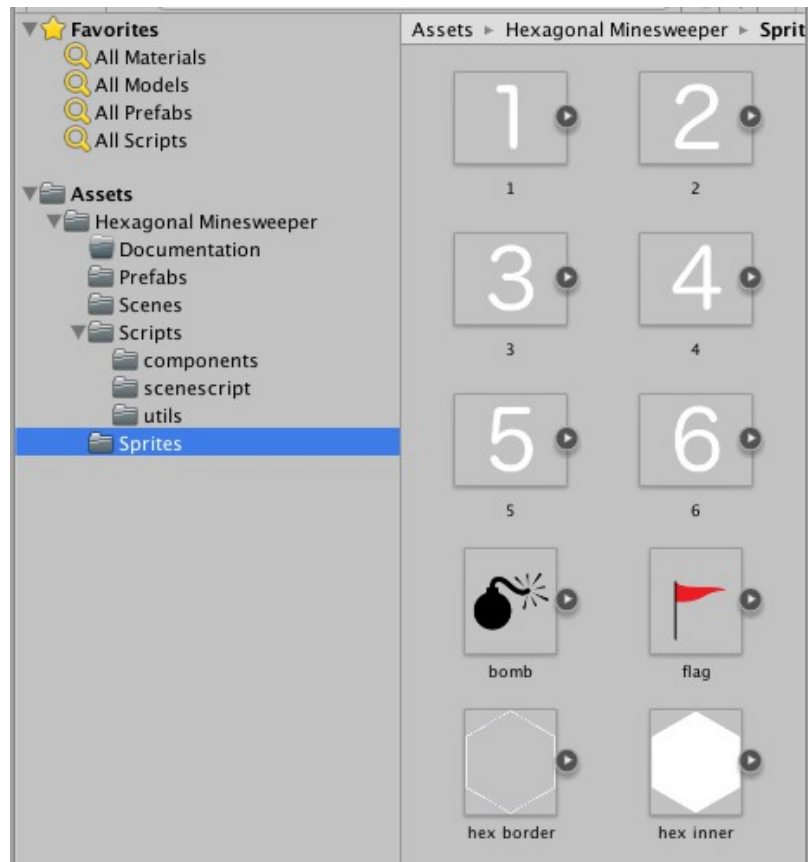 Favorites
All Materials
All Models
All Prefabs
All Scripts
Assets
Hexagonal Minesweeper
Documentation
Prefabs
Scenes
Scripts
components
scenescript
utils
Sprites
Assets ▸ Hexagonal Minesweeper ▸ Sprit
1 2
1 2
3 4
3 4
5 6
5 6
bomb flag
hex border hex inner